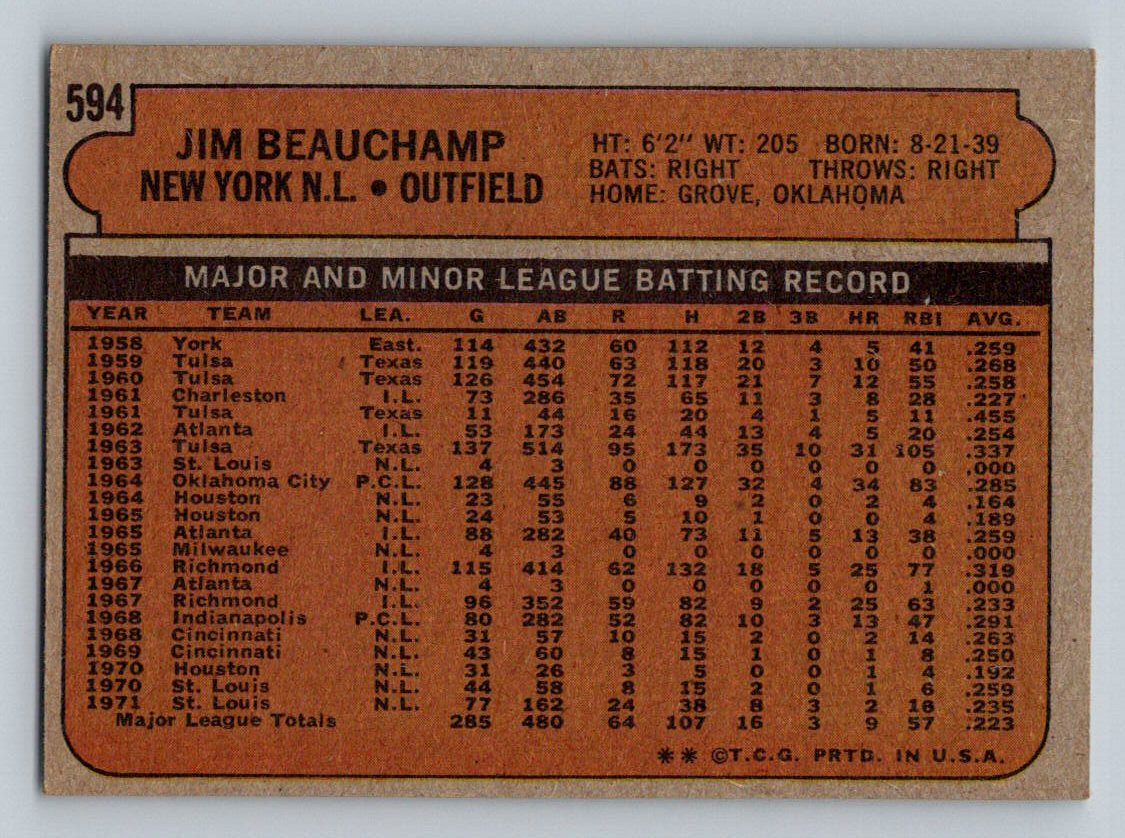 594
JIM BEAUCHAMP
NEW YORK N.L. • OUTFIELD
HT: 6'2" WT: 205 BORN: 8-21-39
BATS: RIGHT THROWS: RIGHT
HOME: GROVE, OKLAHOMA
MAJOR AND MINOR LEAGUE BATTING RECORD
YEAR TEAM LEA. G AB R H 2B 3B HR RBI AVG.
1958 York East. 114 432 60 112 12 4 5 41 .259
1959 Tulsa Texas 119 440 63 118 20 3 10 50 .268
1960 Tulsa Texas 126 454 72 117 21 7 12 55 .258
1961 Charleston I.L. 73 286 35 65 11 3 8 28 .227
1961 Tulsa Texas 11 44 16 20 4 1 5 11 .455
1962 Atlanta I.L. 53 173 24 44 13 4 5 20 .254
1963 Tulsa Texas 137 514 95 173 35 10 31 105 .337
1963 St. Louis N.L. 4 3 0 0 0 0 0 0 .000
1964 Oklahoma City P.C.L. 128 445 88 127 32 4 34 83 .285
1964 Houston N.L. 23 55 6 9 2 0 2 4 .164
1965 Houston N.L. 24 53 5 10 1 0 0 4 .189
1965 Atlanta I.L. 88 282 40 73 11 5 13 38 .259
1965 Milwaukee N.L. 4 3 0 0 0 0 0 0 .000
1966 Richmond I.L. 115 414 62 132 18 5 25 77 .319
1967 Atlanta N.L. 4 3 0 0 0 0 0 1 .000
1967 Richmond I.L. 96 352 59 82 9 2 25 63 .233
1968 Indianapolis P.C.L. 80 282 52 82 10 3 13 47 .291
1968 Cincinnati N.L. 31 57 10 15 2 0 2 14 .263
1969 Cincinnati N.L. 43 60 8 15 1 0 1 8 .250
1970 Houston N.L. 31 26 3 5 0 0 1 4 .192
1970 St. Louis N.L. 44 58 8 15 2 0 1 6 .259
1971 St. Louis N.L. 77 162 24 38 8 3 2 16 .235
Major League Totals 285 480 64 107 16 3 9 57 .223
** ©T.C.G. PRTD. IN U.S.A.